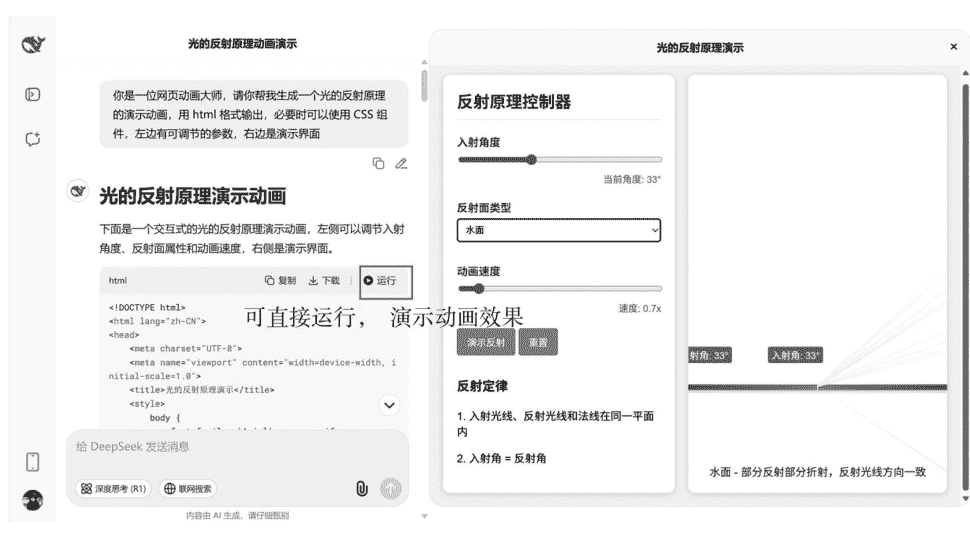 光的反射原理动画演示
你是一位网页动画大师，请你帮我生成一个光的反射原理
的演示动画，用 html 格式输出，必要时可以使用 CSS 组
件，左边有可调节的参数，右边是演示界面
光的反射原理演示动画
下面是一个交互式的光的反射原理演示动画，左侧可以调节入射
角度、反射面属性和动画速度，右侧是演示界面。
html 复制 下载 运行
可直接运行， 演示动画效果
<!DOCTYPE html>
<html lang="zh-CN">
<head>
<meta charset="UTF-8">
<meta name="viewport" content="width=device-width, i
nitial-scale=1.0">
<title>光的反射原理演示</title>
<style>
body {
给 DeepSeek 发送消息
深度思考 (R1) 联网搜索
内容由 AI 生成，请仔细甄别
光的反射原理演示 ×
反射原理控制器
入射角度
当前角度: 33°
反射面类型
水面
动画速度
速度: 0.7x
演示反射 重置
反射定律
1. 入射光线、反射光线和法线在同一平面
内
2. 入射角 = 反射角
射角: 33° 入射角: 33°
水面 - 部分反射部分折射，反射光线方向一致